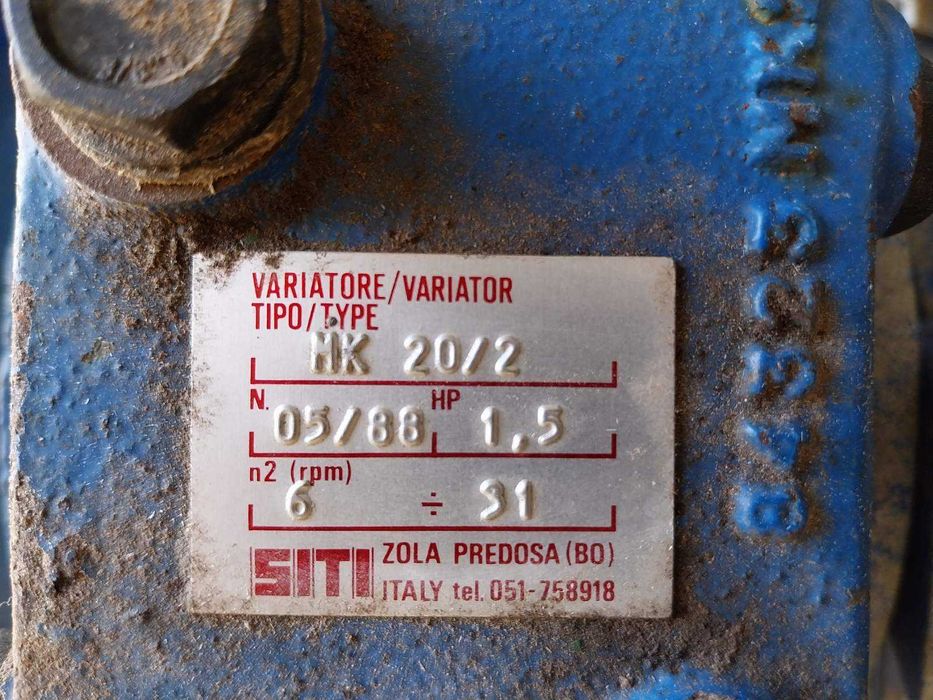 VARIATORE/VARIATOR
TIPO/TYPE
MK 20/2
N. 05/88 HP 1,5
n2 (rpm)
6 ÷ 31
SITI ZOLA PREDOSA (BO)
ITALY tel. 051-758918